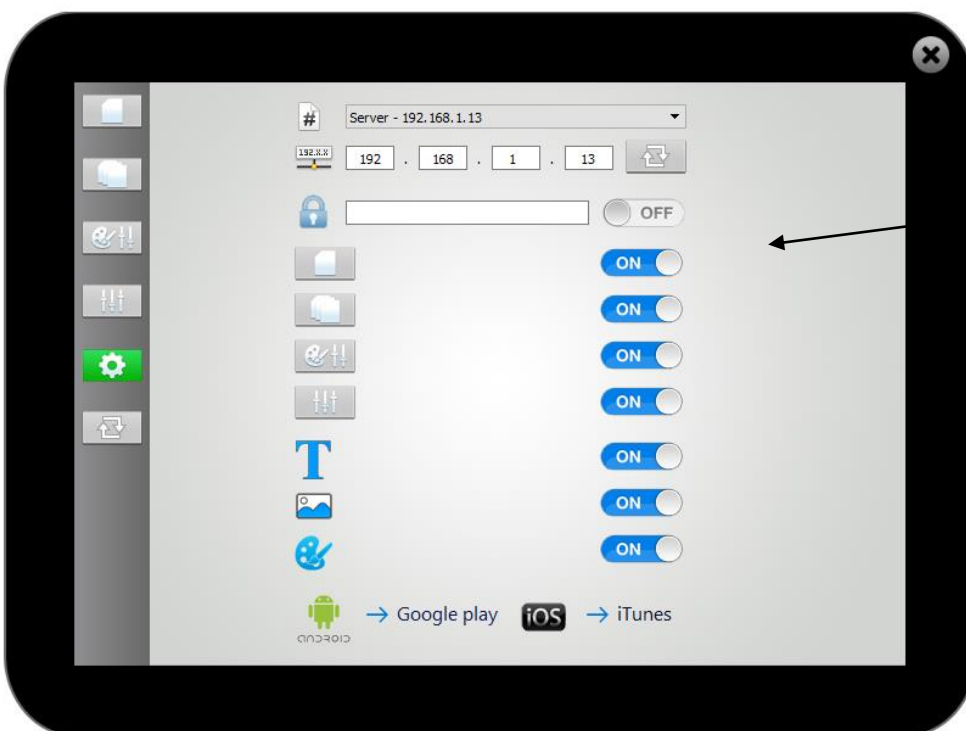 # Server - 192.168.1.13
192.X.X 192 . 168 . 1 . 13
OFF
ON
ON
ON
ON
T ON
ON
ON
→ Google play iOS → iTunes
ANDROID